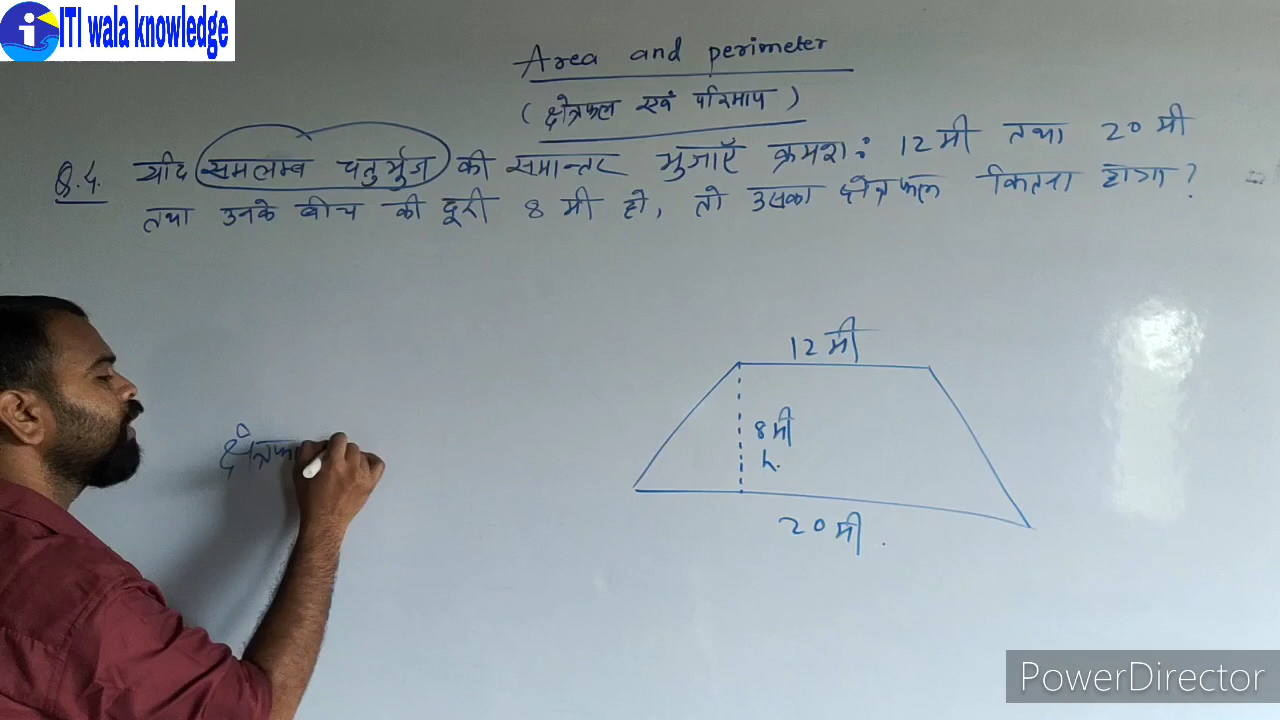 ITI wala knowledge
Area and perimeter
(क्षेत्रफल एवं परिमाप)
Q.4. यदि समलम्ब चतुर्भुज की समान्तर भुजाएँ क्रमश: 12 मी तथा 20 मी
तथा उनके बीच की दूरी 8 मी हो, तो उसका क्षेत्रफल कितना होगा?
12 मी
8 मी
h.
20 मी.
क्षेत्रफ
PowerDirector